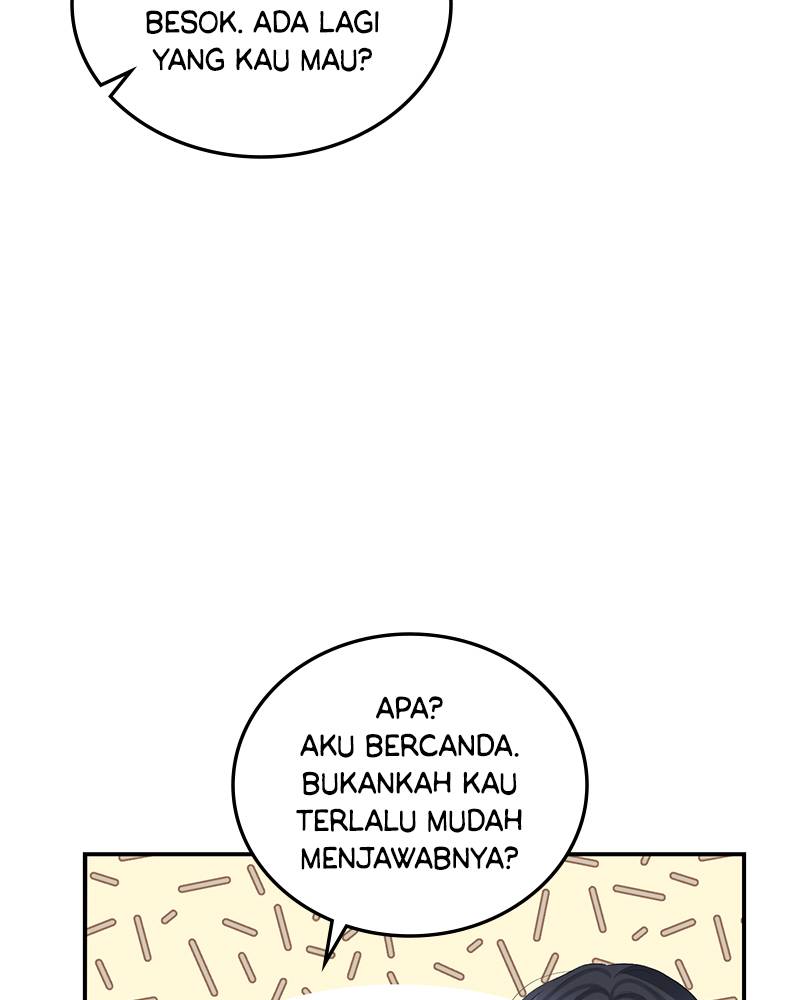 BESOK. ADA LAGI
YANG KAU MAU?
APA?
AKU BERCANDA.
BUKANKAH KAU
TERLALU MUDAH
MENJAWABNYA?